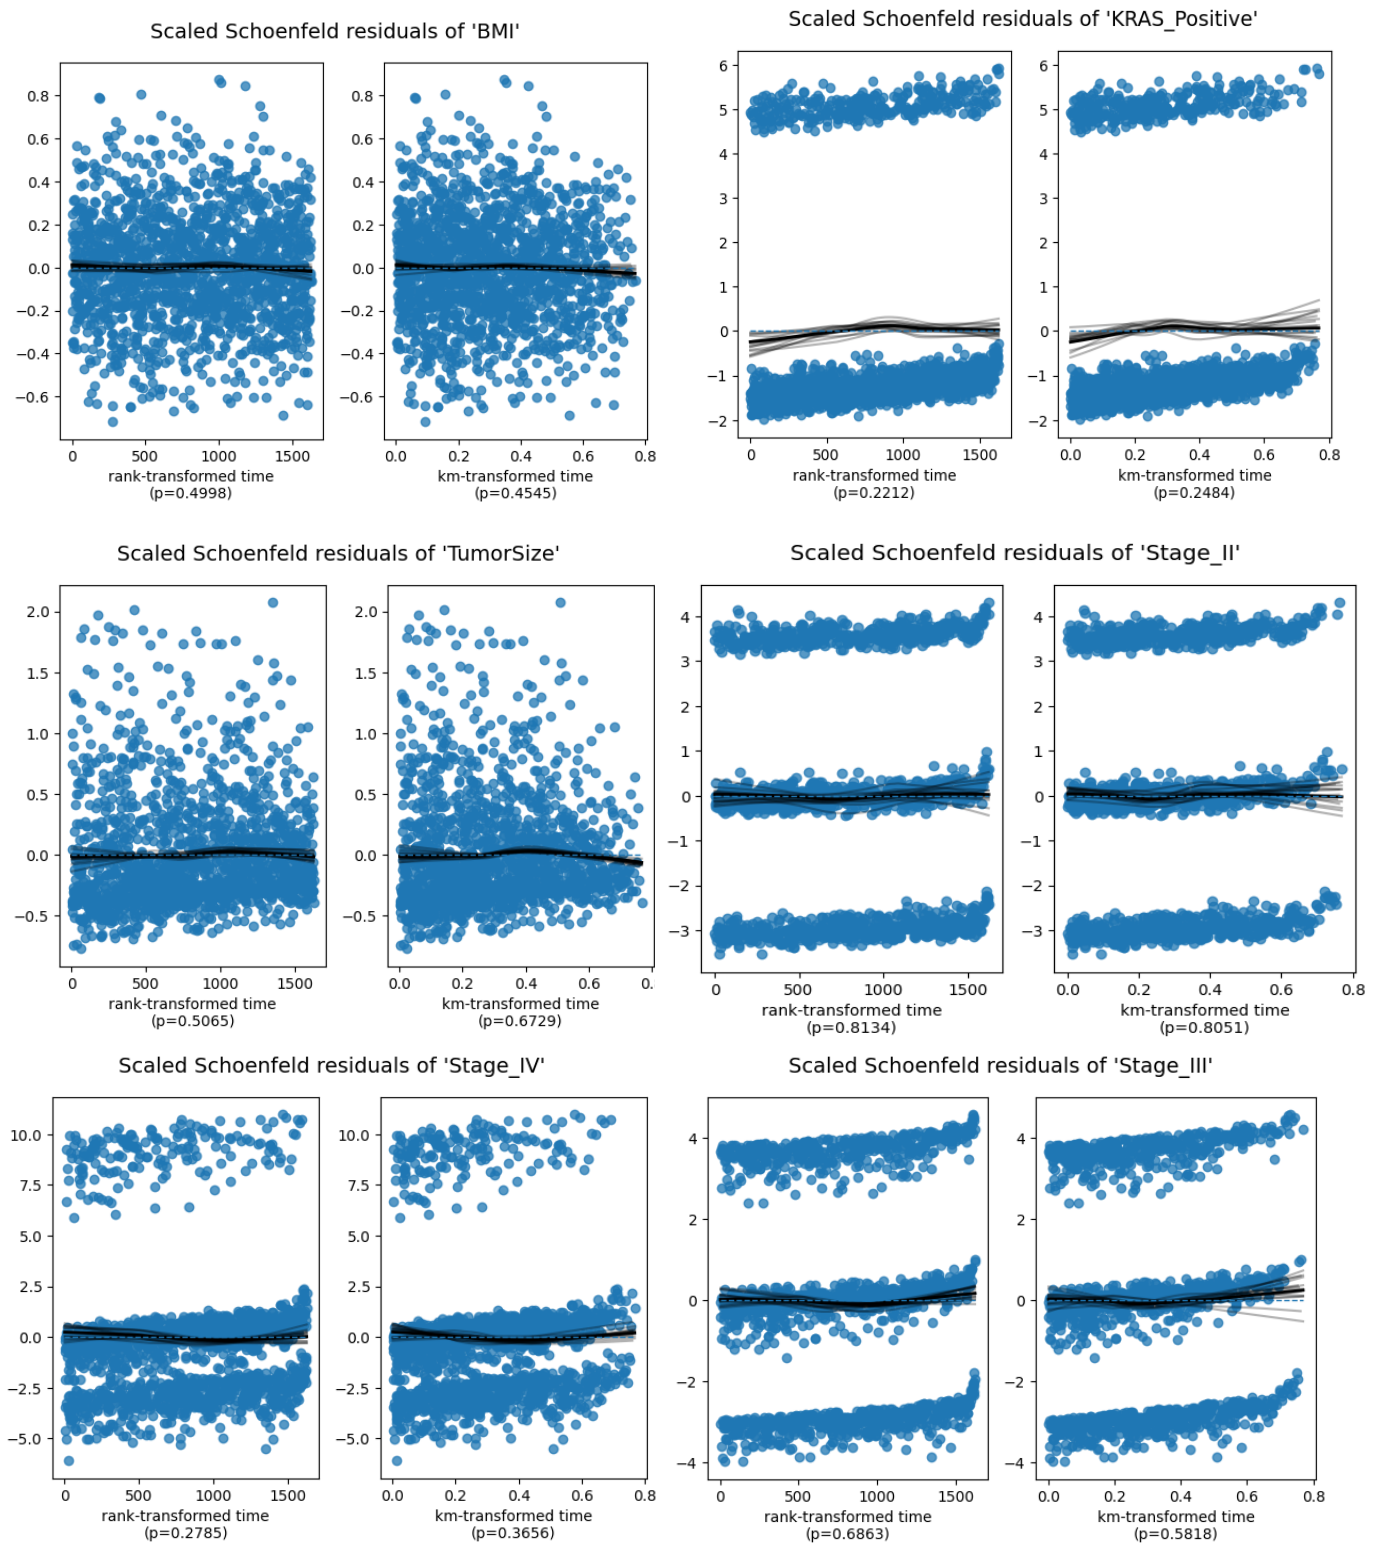 Scaled Schoenfeld residuals of 'BMI'
0.8
0.6
0.4
0.2
0.0
−0.2
−0.4
−0.6
0 500 1000 1500
rank-transformed time
(p=0.4998)
0.8
0.6
0.4
0.2
0.0
−0.2
−0.4
−0.6
0.0 0.2 0.4 0.6 0.8
km-transformed time
(p=0.4545)
Scaled Schoenfeld residuals of 'KRAS_Positive'
6
5
4
3
2
1
0
−1
−2
0 500 1000 1500
rank-transformed time
(p=0.2212)
6
5
4
3
2
1
0
−1
−2
0.0 0.2 0.4 0.6 0.8
km-transformed time
(p=0.2484)
Scaled Schoenfeld residuals of 'TumorSize'
2.0
1.5
1.0
0.5
0.0
−0.5
0 500 1000 1500
rank-transformed time
(p=0.5065)
2.0
1.5
1.0
0.5
0.0
−0.5
0.0 0.2 0.4 0.6 0.
km-transformed time
(p=0.6729)
Scaled Schoenfeld residuals of 'Stage_II'
4
3
2
1
0
−1
−2
−3
0 500 1000 1500
rank-transformed time
(p=0.8134)
4
3
2
1
0
−1
−2
−3
0.0 0.2 0.4 0.6 0.8
km-transformed time
(p=0.8051)
Scaled Schoenfeld residuals of 'Stage_IV'
10.0
7.5
5.0
2.5
0.0
−2.5
−5.0
0 500 1000 1500
rank-transformed time
(p=0.2785)
10.0
7.5
5.0
2.5
0.0
−2.5
−5.0
0.0 0.2 0.4 0.6 0.8
km-transformed time
(p=0.3656)
Scaled Schoenfeld residuals of 'Stage_III'
4
2
0
−2
−4
0 500 1000 1500
rank-transformed time
(p=0.6863)
4
2
0
−2
−4
0.0 0.2 0.4 0.6 0.8
km-transformed time
(p=0.5818)